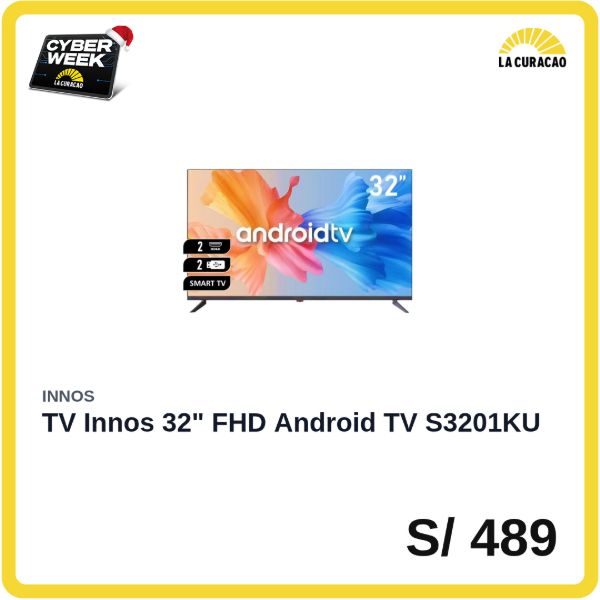 CYBER
WEEK
LA CURACAO
LA CURACAO
32”
androidtv
2
2
SMART TV
INNOS
TV Innos 32" FHD Android TV S3201KU
S/ 489